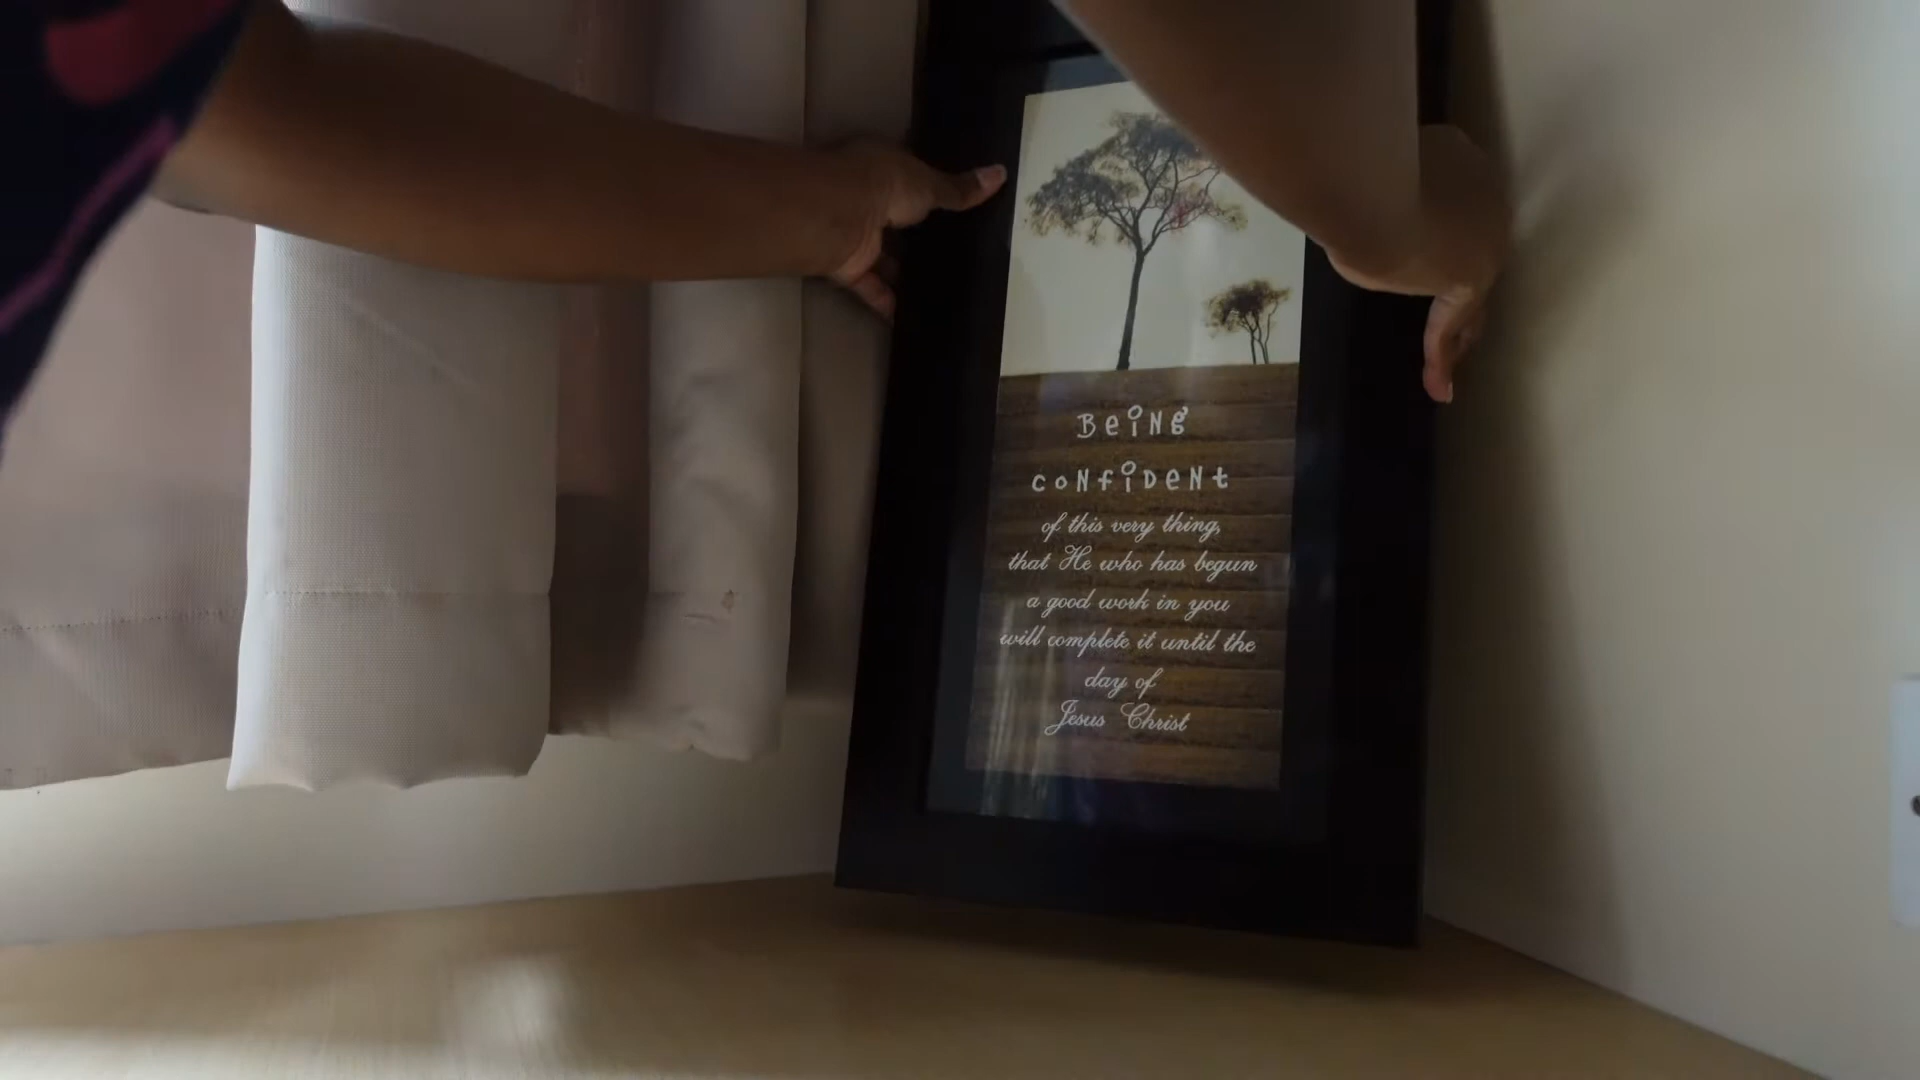 BeiNg
coNfiDeNt
of this very thing,
that He who has begun
a good work in you
will complete it until the
day of
Jesus Christ